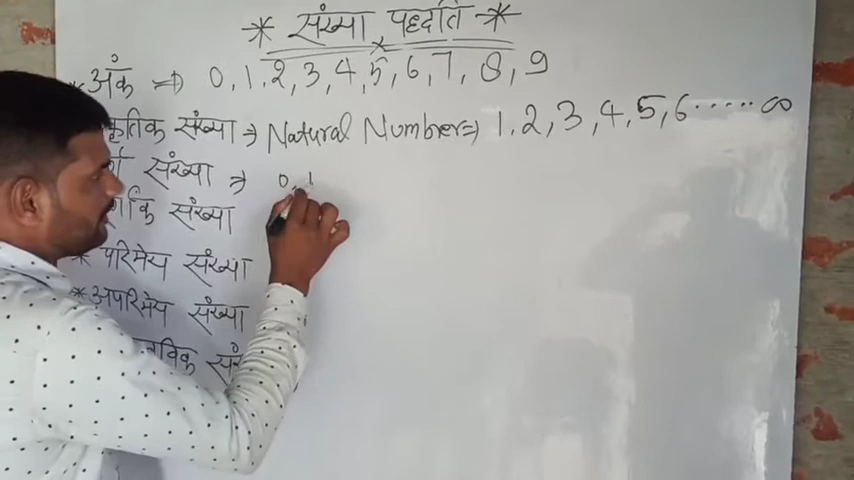 * संख्या पद्धति *
* अंक ⇒ 0, 1, 2, 3, 4, 5, 6, 7, 8, 9
कृतिक संख्या ⇒ Natural Number ⇒ 1, 2, 3, 4, 5, 6 ...... ∞
संख्या ⇒ 0, 1
संख्या
* परिमेय संख्या
* अपरिमेय संख्या